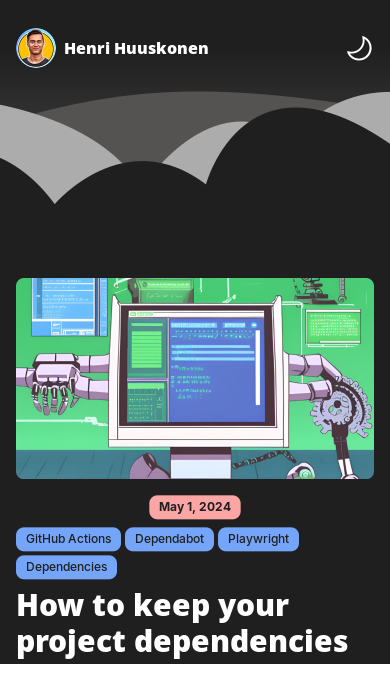 Henri Huuskonen
May 1, 2024
GitHub Actions Dependabot Playwright
Dependencies
How to keep your
project dependencies